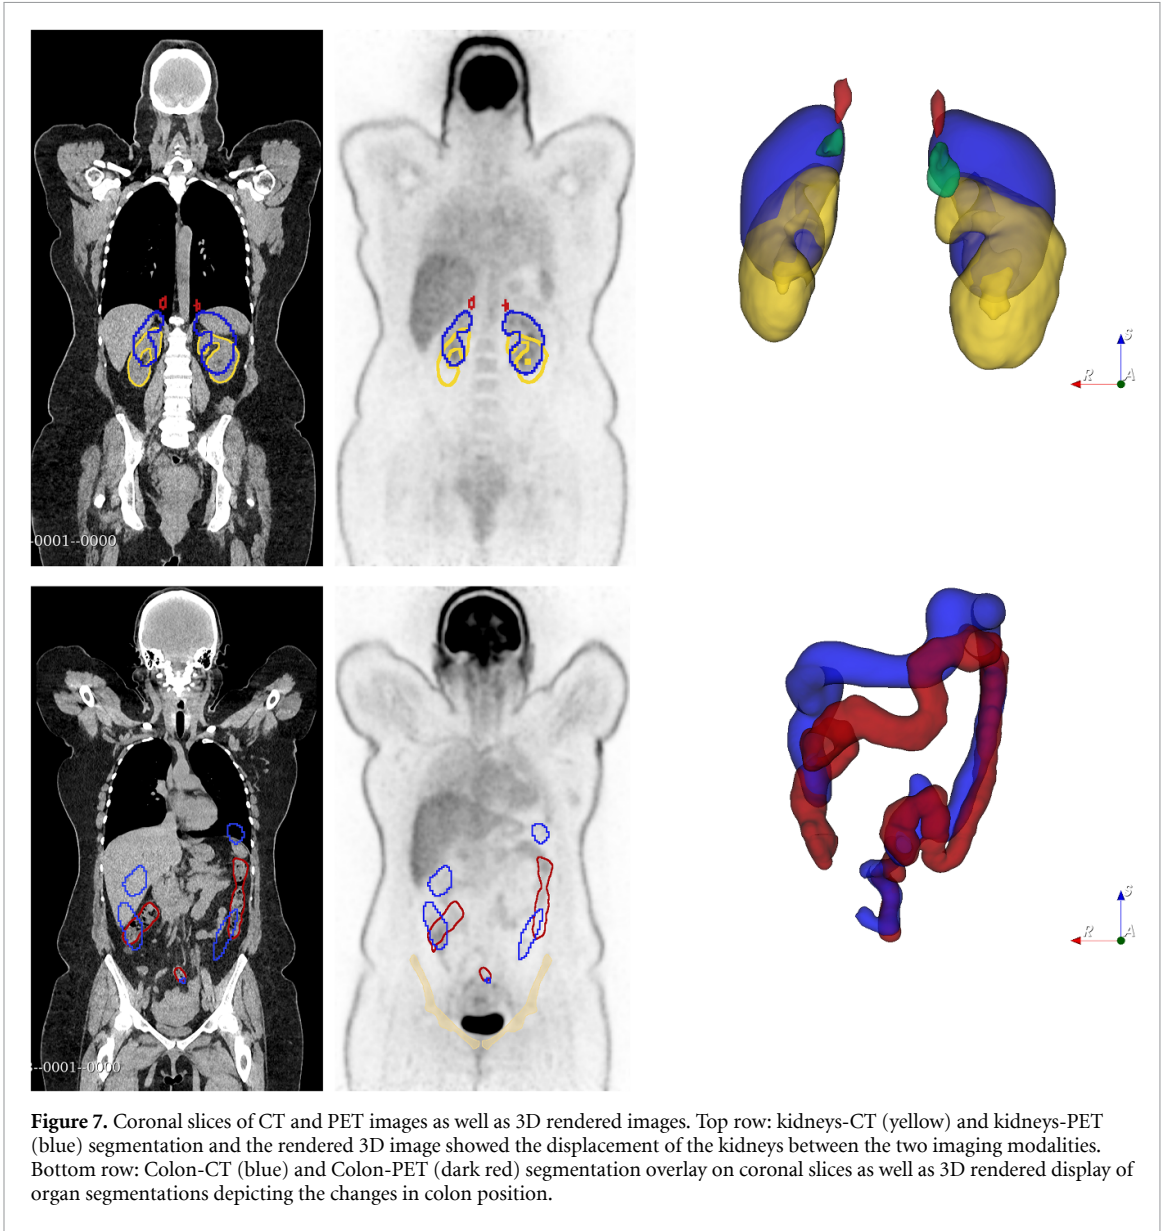 -0001--0000
S
R
A
:--0001--0000
S
R
A
Figure 7. Coronal slices of CT and PET images as well as 3D rendered images. Top row: kidneys-CT (yellow) and kidneys-PET
(blue) segmentation and the rendered 3D image showed the displacement of the kidneys between the two imaging modalities.
Bottom row: Colon-CT (blue) and Colon-PET (dark red) segmentation overlay on coronal slices as well as 3D rendered display of
organ segmentations depicting the changes in colon position.